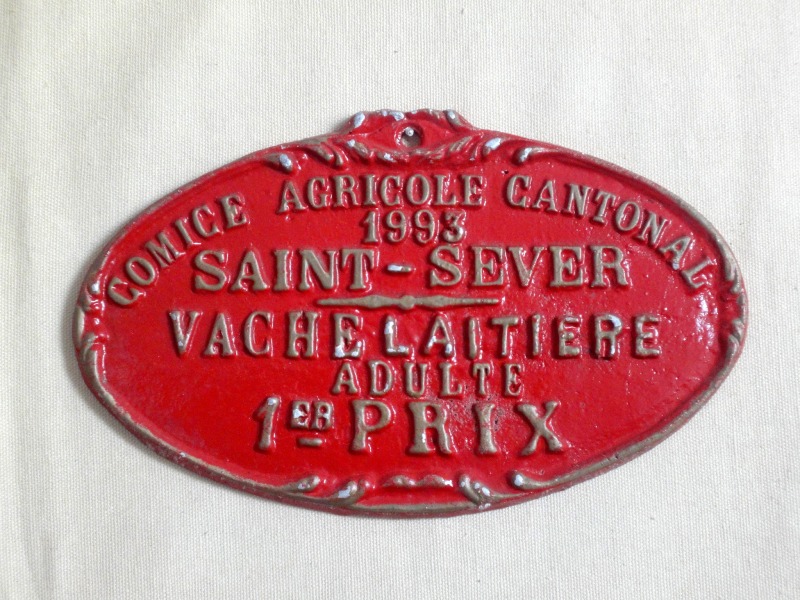 COMICE AGRICOLE CANTONAL
1993
SAINT-SEVER
VACHE LAITIERE
ADULTE
1ER PRIX